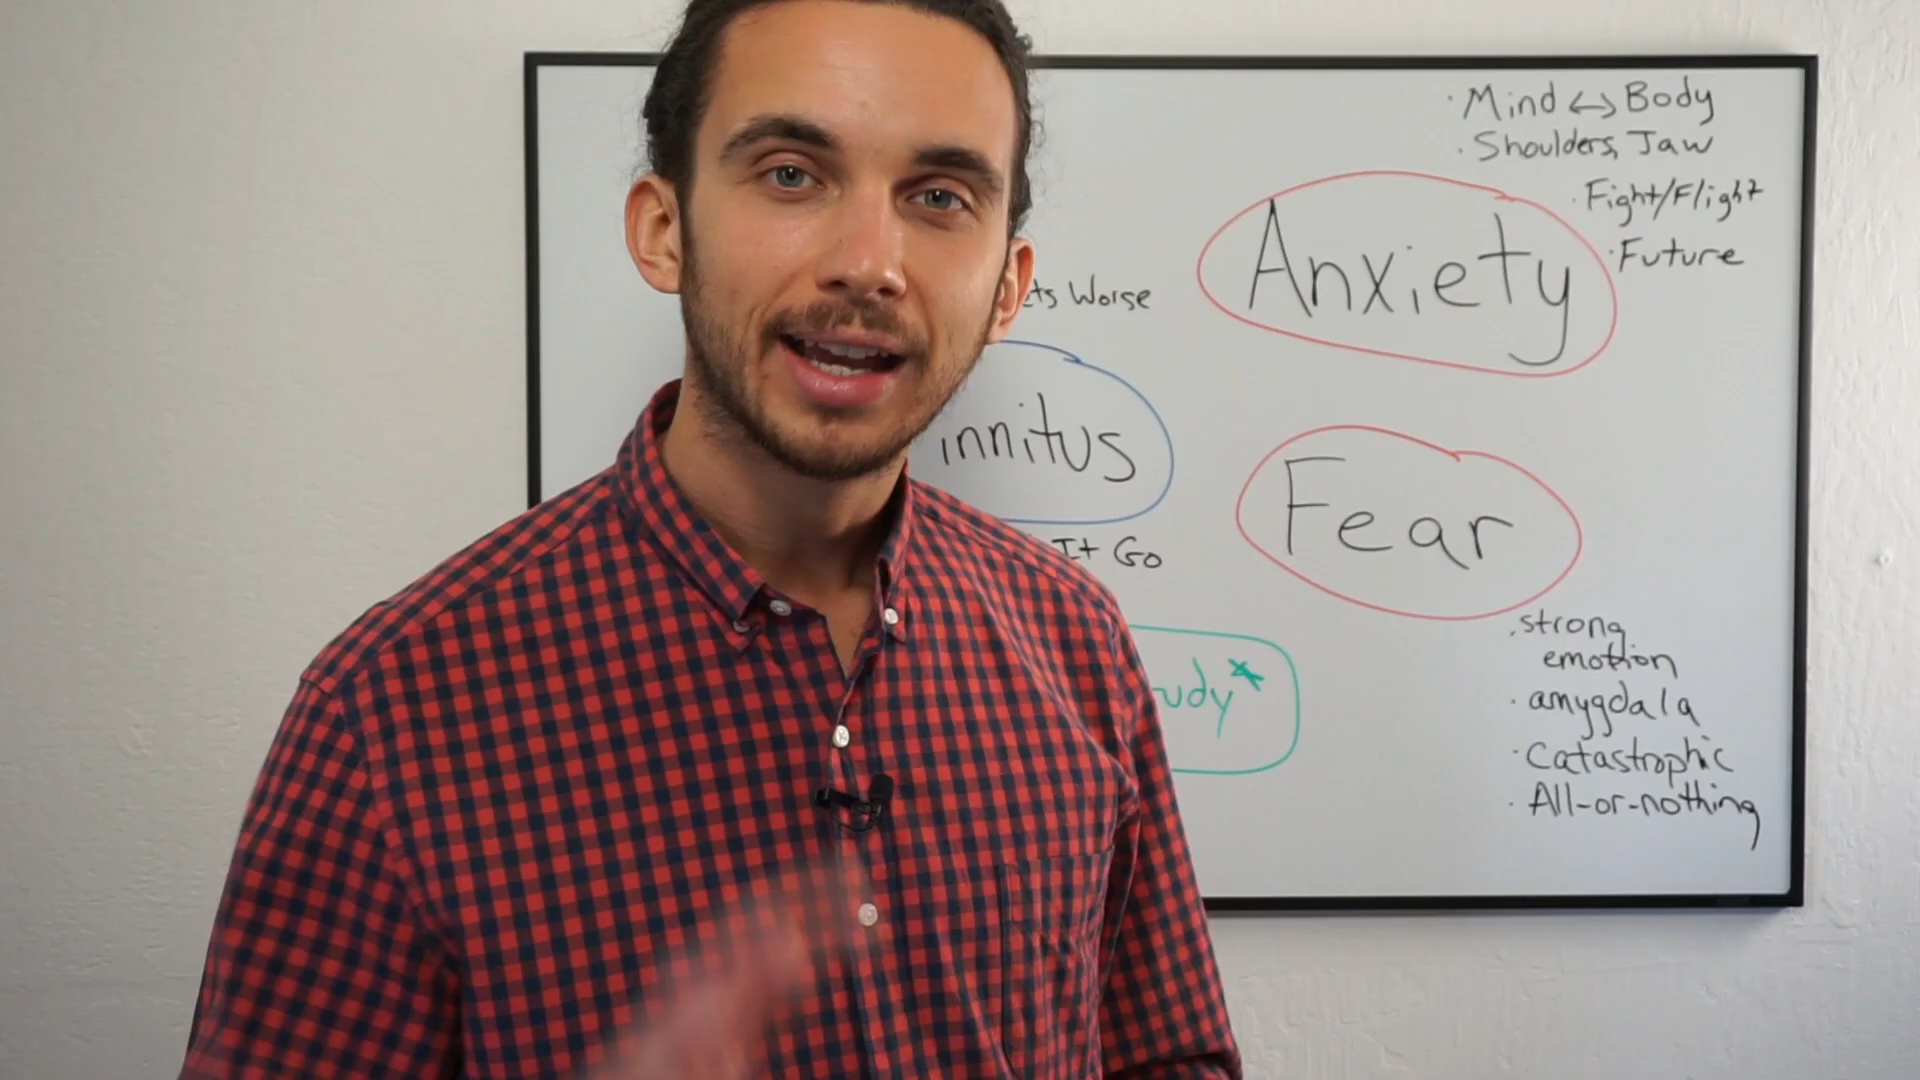 · Mind <-> Body
· Shoulders, Jaw
· Fight/Flight
· Future
Anxiety
ets Worse
innitus
Fear
It Go
· strong
emotion
· amygdala
· Catastrophic
· All-or-nothing
udy*